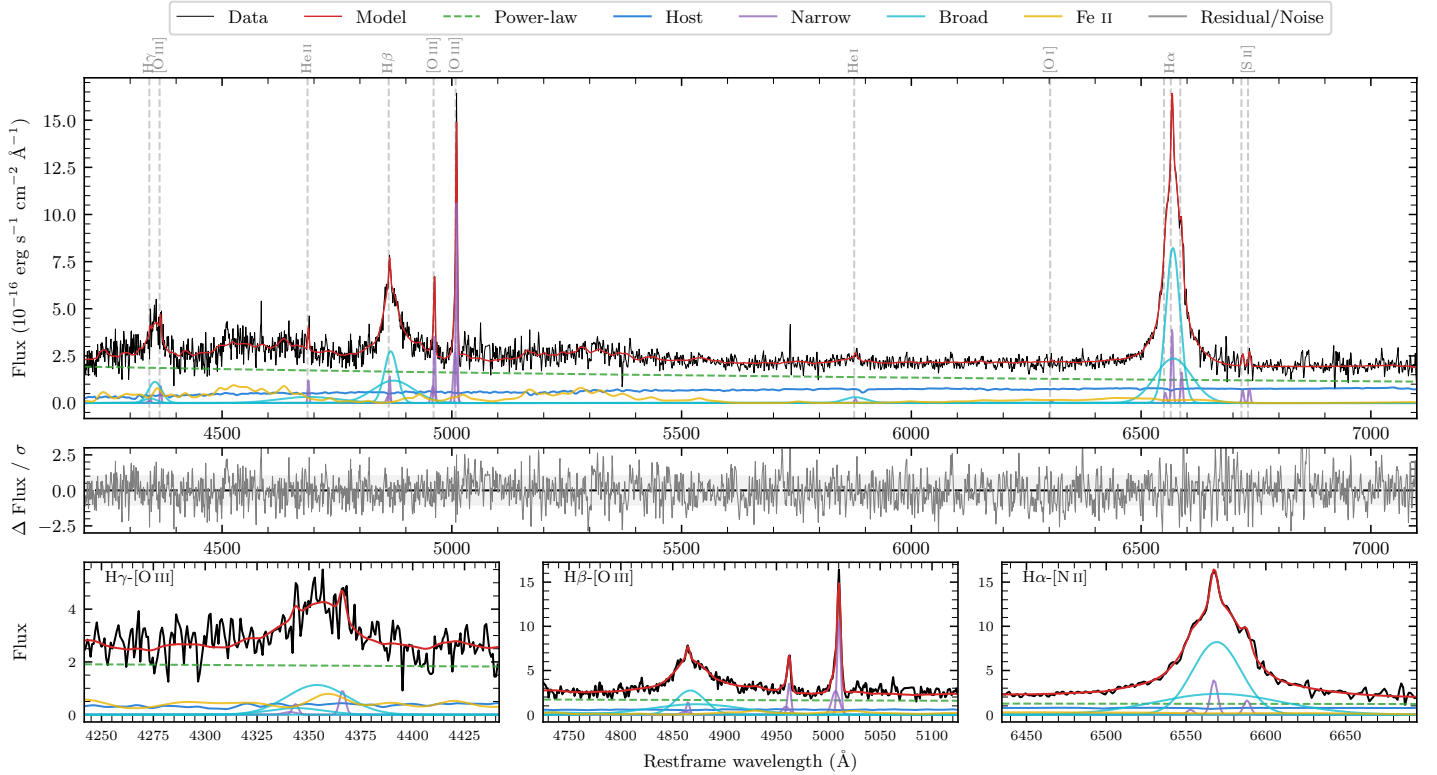 Data Model Power-law Host Narrow Broad Fe II Residual/Noise
Hγ [O III] He II Hβ [O III] [O III] He I [O I] Hα [S II]
Flux (10⁻¹⁶ erg s⁻¹ cm⁻² Å⁻¹)
15.0
12.5
10.0
7.5
5.0
2.5
0.0
4500 5000 5500 6000 6500 7000
Δ Flux / σ
2.5
0.0
−2.5
4500 5000 5500 6000 6500 7000
Flux
Hγ-[O III]
4
2
0
4250 4275 4300 4325 4350 4375 4400 4425
Hβ-[O III]
15
10
5
0
4750 4800 4850 4900 4950 5000 5050 5100
Hα-[N II]
15
10
5
0
6450 6500 6550 6600 6650
Restframe wavelength (Å)